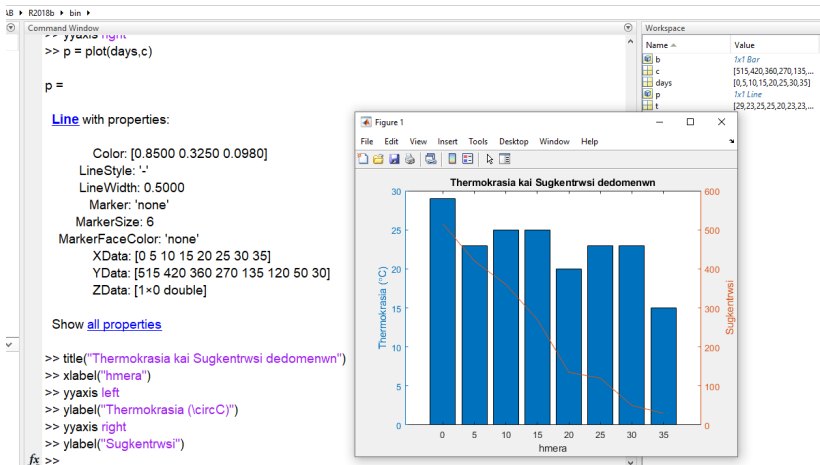 AB ▸ R2018b ▸ bin ▸
Command Window
>> yyaxis right
>> p = plot(days,c)
p =
Line with properties:
Color: [0.8500 0.3250 0.0980]
LineStyle: '-'
LineWidth: 0.5000
Marker: 'none'
MarkerSize: 6
MarkerFaceColor: 'none'
XData: [0 5 10 15 20 25 30 35]
YData: [515 420 360 270 135 120 50 30]
ZData: [1×0 double]
Show all properties
>> title("Thermokrasia kai Sugkentrwsi dedomenwn")
>> xlabel("hmera")
>> yyaxis left
>> ylabel("Thermokrasia (\circC)")
>> yyaxis right
>> ylabel("Sugkentrwsi")
fx >>
Workspace
Name Value
b 1x1 Bar
c [515,420,360,270,135,...
days [0,5,10,15,20,25,30,35]
p 1x1 Line
t [29,23,25,25,20,23,23,...
Figure 1
File Edit View Insert Tools Desktop Window Help
Thermokrasia kai Sugkentrwsi dedomenwn
30
25
20
15
10
5
0
Thermokrasia (°C)
600
500
400
300
200
100
0
Sugkentrwsi
0 5 10 15 20 25 30 35
hmera